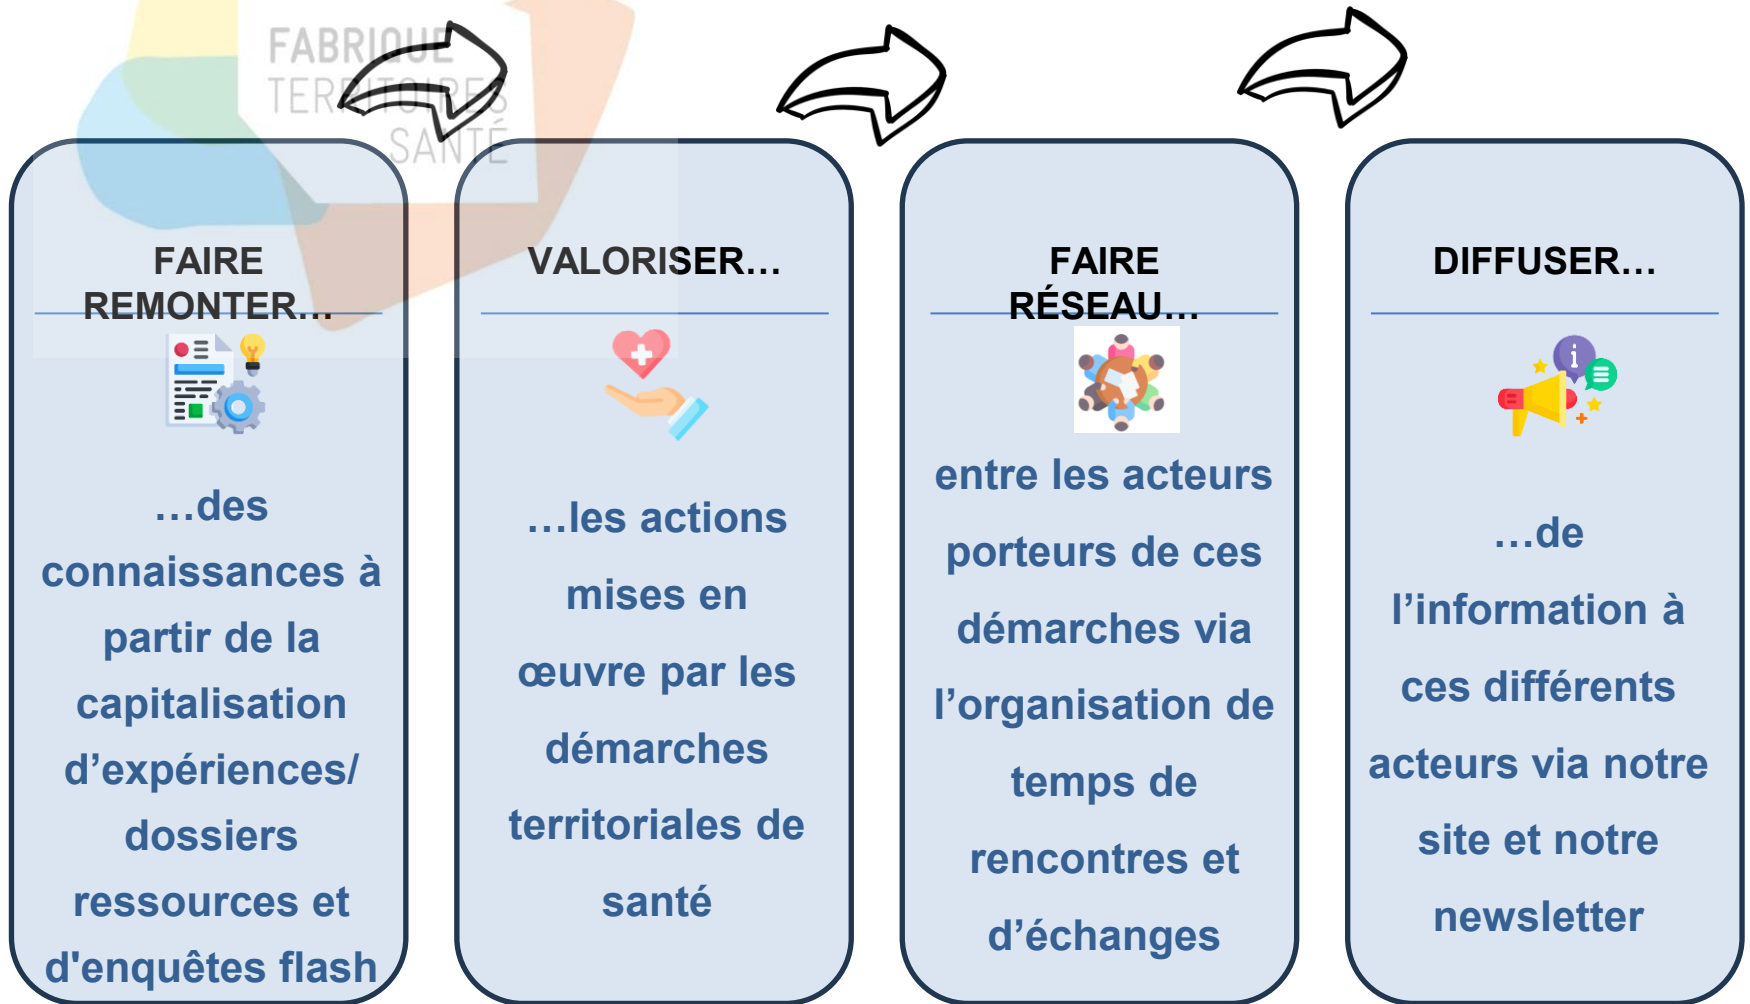 FABRIQUE
TERRITOIRES
SANTÉ
FAIRE
REMONTER…
…des
connaissances à
partir de la
capitalisation
d’expériences/
dossiers
ressources et
d'enquêtes flash
VALORISER…
…les actions
mises en
œuvre par les
démarches
territoriales de
santé
FAIRE
RÉSEAU…
entre les acteurs
porteurs de ces
démarches via
l’organisation de
temps de
rencontres et
d’échanges
DIFFUSER…
…de
l’information à
ces différents
acteurs via notre
site et notre
newsletter